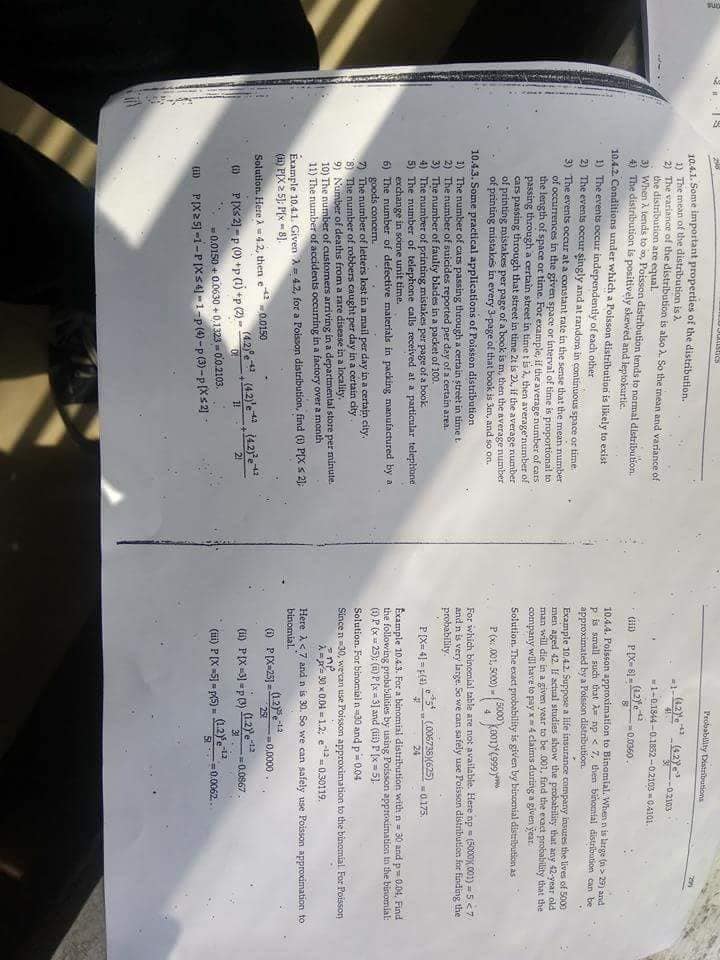 298
10.4.1. Some important properties of the distribution.
1) The mean of the distribution is λ
2) The variance of the distribution is also λ. So the mean and variance of
the distribution are equal.
3) When λ tends to ∞, Poisson distribution tends to normal distribution.
4) The distribution is positively skewed and leptokurtic.
10.4.2. Conditions under which a Poisson distribution is likely to exist
1) The events occur independently of each other
2) The events occur singly and at random in continuous space or time.
3) The events occur at a constant rate in the sense that the mean number
of occurrences in the given space or interval of time is proportional to
the length of space or time. For example, if the average number of cars
passing through a certain street in time t is λ, then average number of
cars passing through that street in time 2t is 2λ, if the average number
of printing mistakes per page of a book is m, then the average number
of printing mistakes in every 3-page of that book is 3m, and so on.
10.4.3. Some practical applications of Poisson distribution
1) The number of cars passing through a certain street in time t.
2) The number of suicides reported per day of a certain area.
3) The number of faulty blades in a packet of 100.
4) The number of printing mistakes per page of a book.
5) The number of telephone calls received at a particular telephone
exchange in some unit time.
6) The number of defective materials in packing manufactured by a
goods concern.
7) The number of letters lost in a mail per day in a certain city.
8) The number of robbers caught per day in a certain city.
9) Number of deaths from a rare disease in a locality.
10) The number of customers arriving in a departmental store per minute.
11) The number of accidents occurring in a factory over a month
Example 10.4.1. Given λ = 4.2, for a Poisson distribution, find (i) P[X ≤ 2];
(ii) P[X ≥ 5]; P[x = 8].
Solution. Here λ = 4.2, then e^-4.2 = 0.0150
(i) P[X ≤ 2] = p (0) + p (1) + p (2) = (4.2)^0 e^-4.2 / 0! + (4.2)^1 e^-4.2 / 1! + (4.2)^2 e^-4.2 / 2!
= 0.0150 + 0.0630 + 0.1323 = 0.0.2103.
(ii) P[X ≥ 5] = 1 - P[X ≤ 4] = 1 - p (4) - p (3) - p [X ≤ 2]
Probability Distributions
299
= 1 - (4.2)^4 e^-4.2 / 4! - (4.2)^3 e^-3 / 3! - 0.2103
= 1 - 0.1844 - 0.1852 - 0.2103 = 0.4101.
(iii) P [X = 8] = (4.2)^8 e^-4.2 / 8! = 0.0360.
10.4.4. Poisson approximation to Binomial. When n is large (n > 29) and
p is small such that λ = np < 7, then binomial distribution can be
approximated by a Poisson distribution.
Example 10.4.2. Suppose a life insurance company insures the lives of 5000
men aged 42. If actual studies show the probability that any 42-year old
man will die in a given year to be .001, find the exact probability that the
company will have to pay x = 4 claims during a given year.
Solution. The exact probability is given by binomial distribution as
P (x: .001, 5000) = (5000 4)(.001)^4 (.999)^4996
For which binomial table are not available. Here np = (5000)(.001) = 5 < 7
and n is very large. So we can safely use Poisson distribution for finding the
probability.
P [X = 4] = p(4) = e^-5 5^4 / 4! = (.006738)(625) / 24 = 0.175.
Example 10.4.3. For a binomial distribution with n = 30 and p = 0.04, Find
the following probabilities by using Poisson approximation to the binomial:
(i) P (x = 25); (ii) P [x = 3] and (iii) P [x = 5].
Solution. For binomial n =30 and p = 0.04
Since n =30, we can use Poisson approximation to the binomial. For Poisson
= np
λ = 30 × 0.04 = 1.2; e^-1.2 = 0.30119.
Here λ < 7 and n is 30. So we can safely use Poisson approximation to
binomial.
(i) P [X=25] = (1.2)^25 e^-1.2 / 25! = 0.0000.
(ii) P [X =3] = p (3) (1.2)^3 e^-1.2 / 3! = 0.0867.
(iii) P [X =5] = p(5) = (1.2)^5 e^-1.2 / 5! = 0.0062..